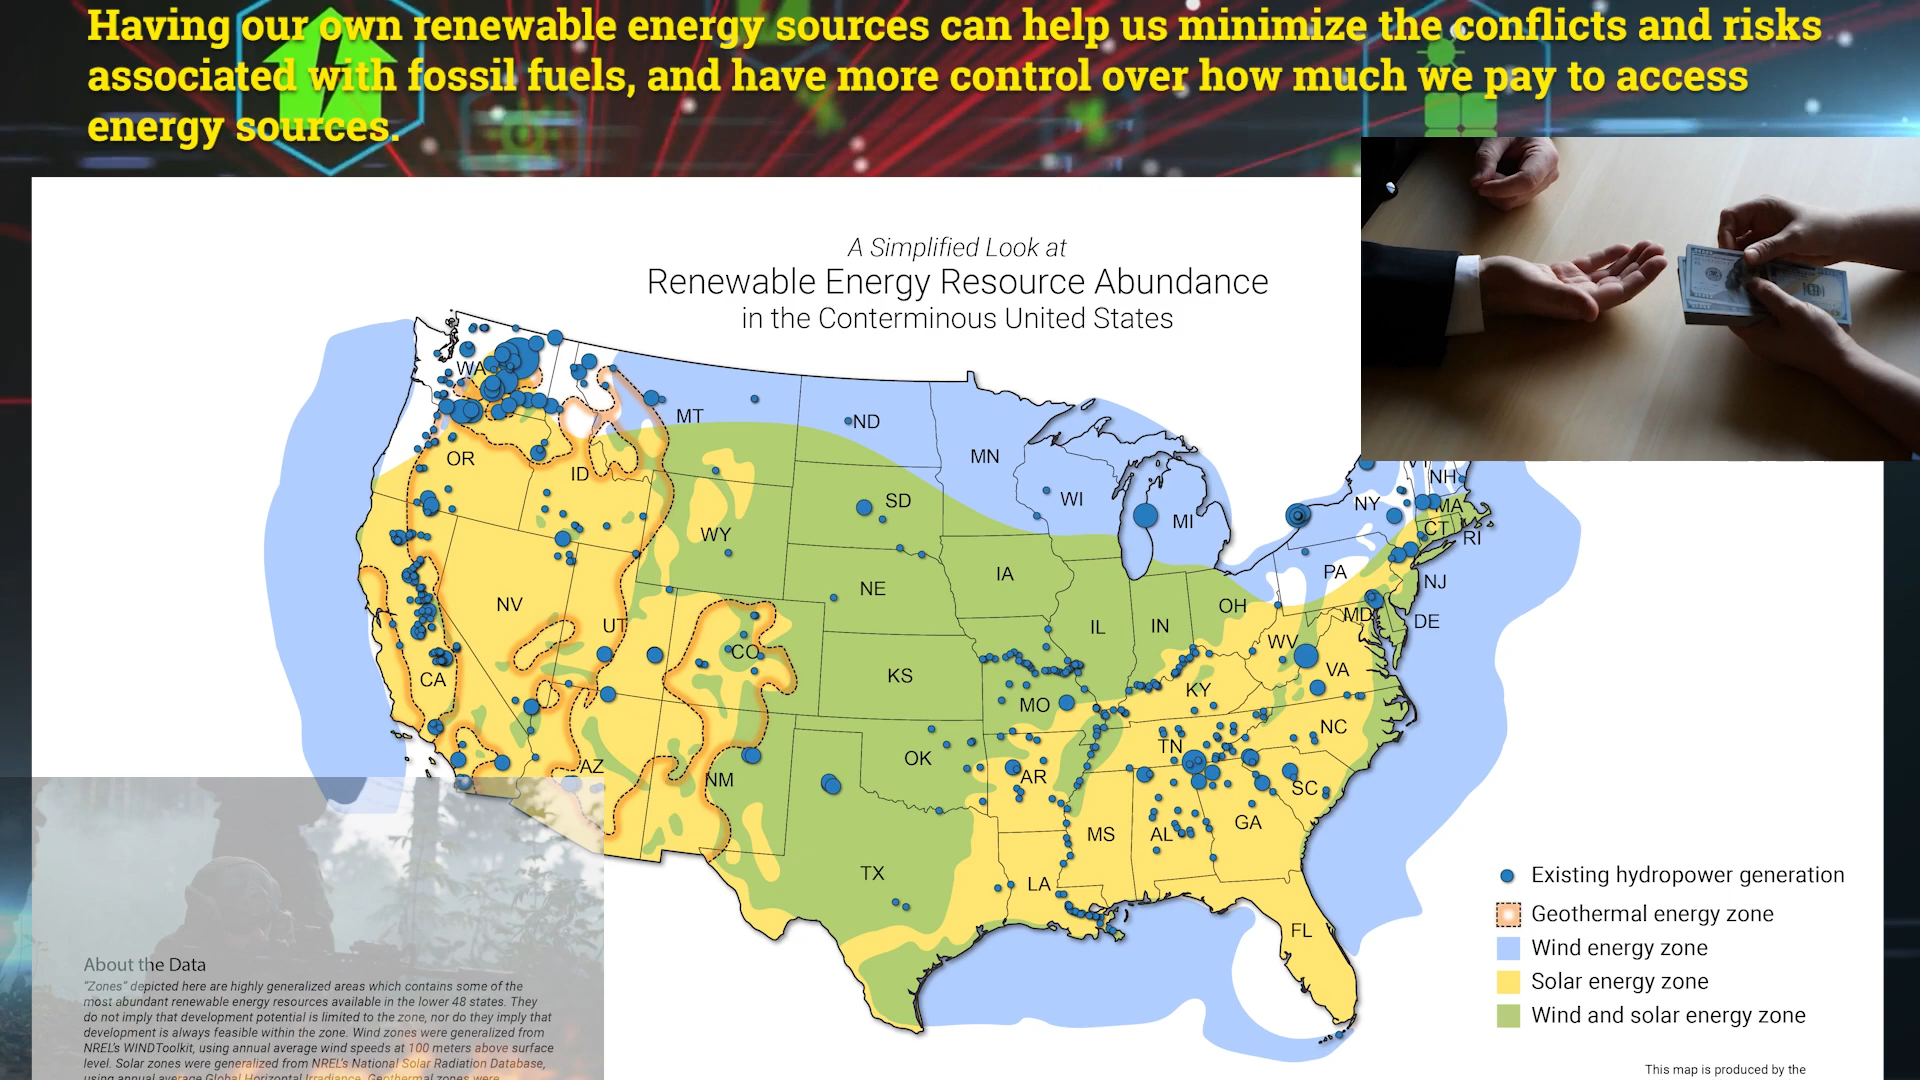 Having our own renewable energy sources can help us minimize the conflicts and risks
associated with fossil fuels, and have more control over how much we pay to access
energy sources.
A Simplified Look at
Renewable Energy Resource Abundance
in the Conterminous United States
WA
MT
ND
MN
OR
ID
SD
WI
MI
NY
NH
MA
CT
RI
WY
IA
NE
PA
NJ
NV
UT
CO
IL
IN
OH
MD
DE
WV
VA
CA
KS
MO
KY
NC
AZ
NM
OK
AR
TN
SC
MS
AL
GA
TX
LA
FL
Existing hydropower generation
Geothermal energy zone
Wind energy zone
Solar energy zone
Wind and solar energy zone
About the Data
"Zones" depicted here are highly generalized areas which contains some of the
most abundant renewable energy resources available in the lower 48 states. They
do not imply that development potential is limited to the zone, nor do they imply that
development is always feasible within the zone. Wind zones were generalized from
NREL's WINDToolkit, using annual average wind speeds at 100 meters above surface
level. Solar zones were generalized from NREL's National Solar Radiation Database,
using annual average Global Horizontal Irradiance. Geothermal zones were
This map is produced by the